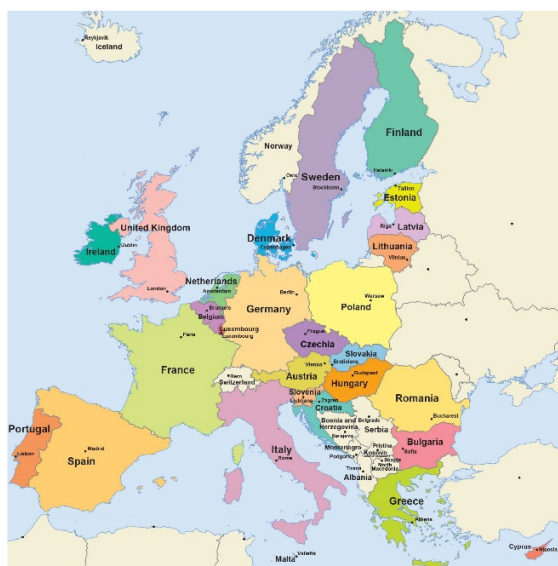 Reykjavik
Iceland
Finland
Helsinki
Norway
Oslo
Sweden
Stockholm
Tallinn
Estonia
Riga
Latvia
Lithuania
Vilnius
Denmark
Copenhagen
United Kingdom
Ireland
Dublin
London
Netherlands
Amsterdam
Brussels
Belgium
Luxembourg
Luxembourg
Germany
Berlin
Poland
Warsaw
Paris
France
Prague
Czechia
Slovakia
Bratislava
Vienna
Austria
Budapest
Hungary
Bern
Switzerland
Slovenia
Ljubljana
Zagreb
Croatia
Romania
Bucharest
Bosnia and
Herzegovina
Sarajevo
Belgrade
Serbia
Montenegro
Podgorica
Pristina
Kosovo
Bulgaria
Sofia
Skopje
North
Macedonia
Tirana
Albania
Italy
Rome
Portugal
Lisbon
Spain
Madrid
Greece
Athens
Malta
Valletta
Cyprus
Nicosia